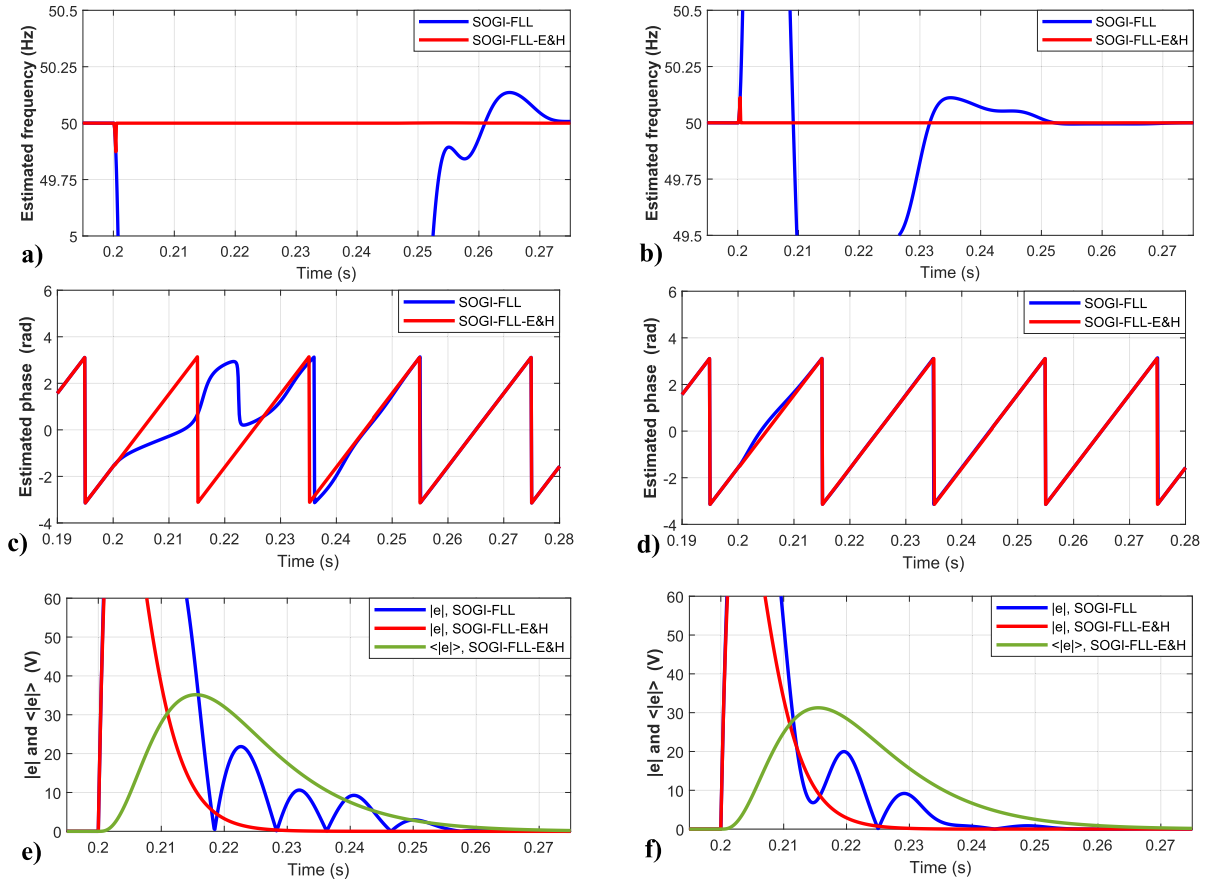 50.5
50.25
50
49.75
5
Estimated frequency (Hz)
SOGI-FLL
SOGI-FLL-E&H
0.2
0.21
0.22
0.23
0.24
0.25
0.26
0.27
Time (s)
a)
50.5
50.25
50
49.75
49.5
Estimated frequency (Hz)
SOGI-FLL
SOGI-FLL-E&H
0.2
0.21
0.22
0.23
0.24
0.25
0.26
0.27
Time (s)
b)
6
4
2
0
-2
-4
Estimated phase (rad)
SOGI-FLL
SOGI-FLL-E&H
0.19
0.2
0.21
0.22
0.23
0.24
0.25
0.26
0.27
0.28
Time (s)
c)
6
4
2
0
-2
-4
Estimated phase (rad)
SOGI-FLL
SOGI-FLL-E&H
0.19
0.2
0.21
0.22
0.23
0.24
0.25
0.26
0.27
0.28
Time (s)
d)
60
50
40
30
20
10
0
|e| and <|e|> (V)
|e|, SOGI-FLL
|e|, SOGI-FLL-E&H
<|e|>, SOGI-FLL-E&H
0.2
0.21
0.22
0.23
0.24
0.25
0.26
0.27
Time (s)
e)
60
50
40
30
20
10
0
|e| and <|e|> (V)
|e|, SOGI-FLL
|e|, SOGI-FLL-E&H
<|e|>, SOGI-FLL-E&H
0.2
0.21
0.22
0.23
0.24
0.25
0.26
0.27
Time (s)
f)